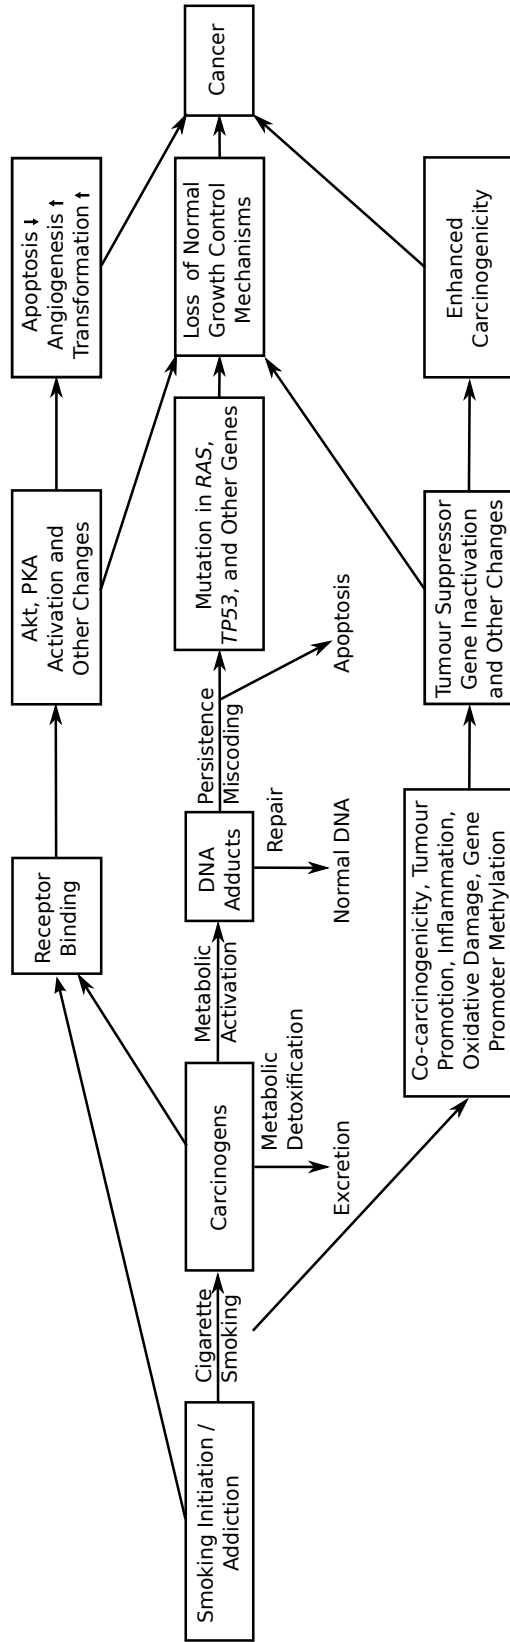 Smoking Initiation /
Addiction
Cigarette
Smoking
Carcinogens
Metabolic
Detoxification
Excretion
Metabolic
Activation
Receptor
Binding
DNA
Adducts
Repair
Normal DNA
Persistence
Miscoding
Apoptosis
Co-carcinogenicity, Tumour
Promotion, Inflammation,
Oxidative Damage, Gene
Promoter Methylation
Akt, PKA
Activation and
Other Changes
Mutation in RAS,
TP53, and Other Genes
Tumour Suppressor
Gene Inactivation
and Other Changes
Apoptosis ↓
Angiogenesis ↑
Transformation ↑
Loss of Normal
Growth Control
Mechanisms
Enhanced
Carcinogenicity
Cancer